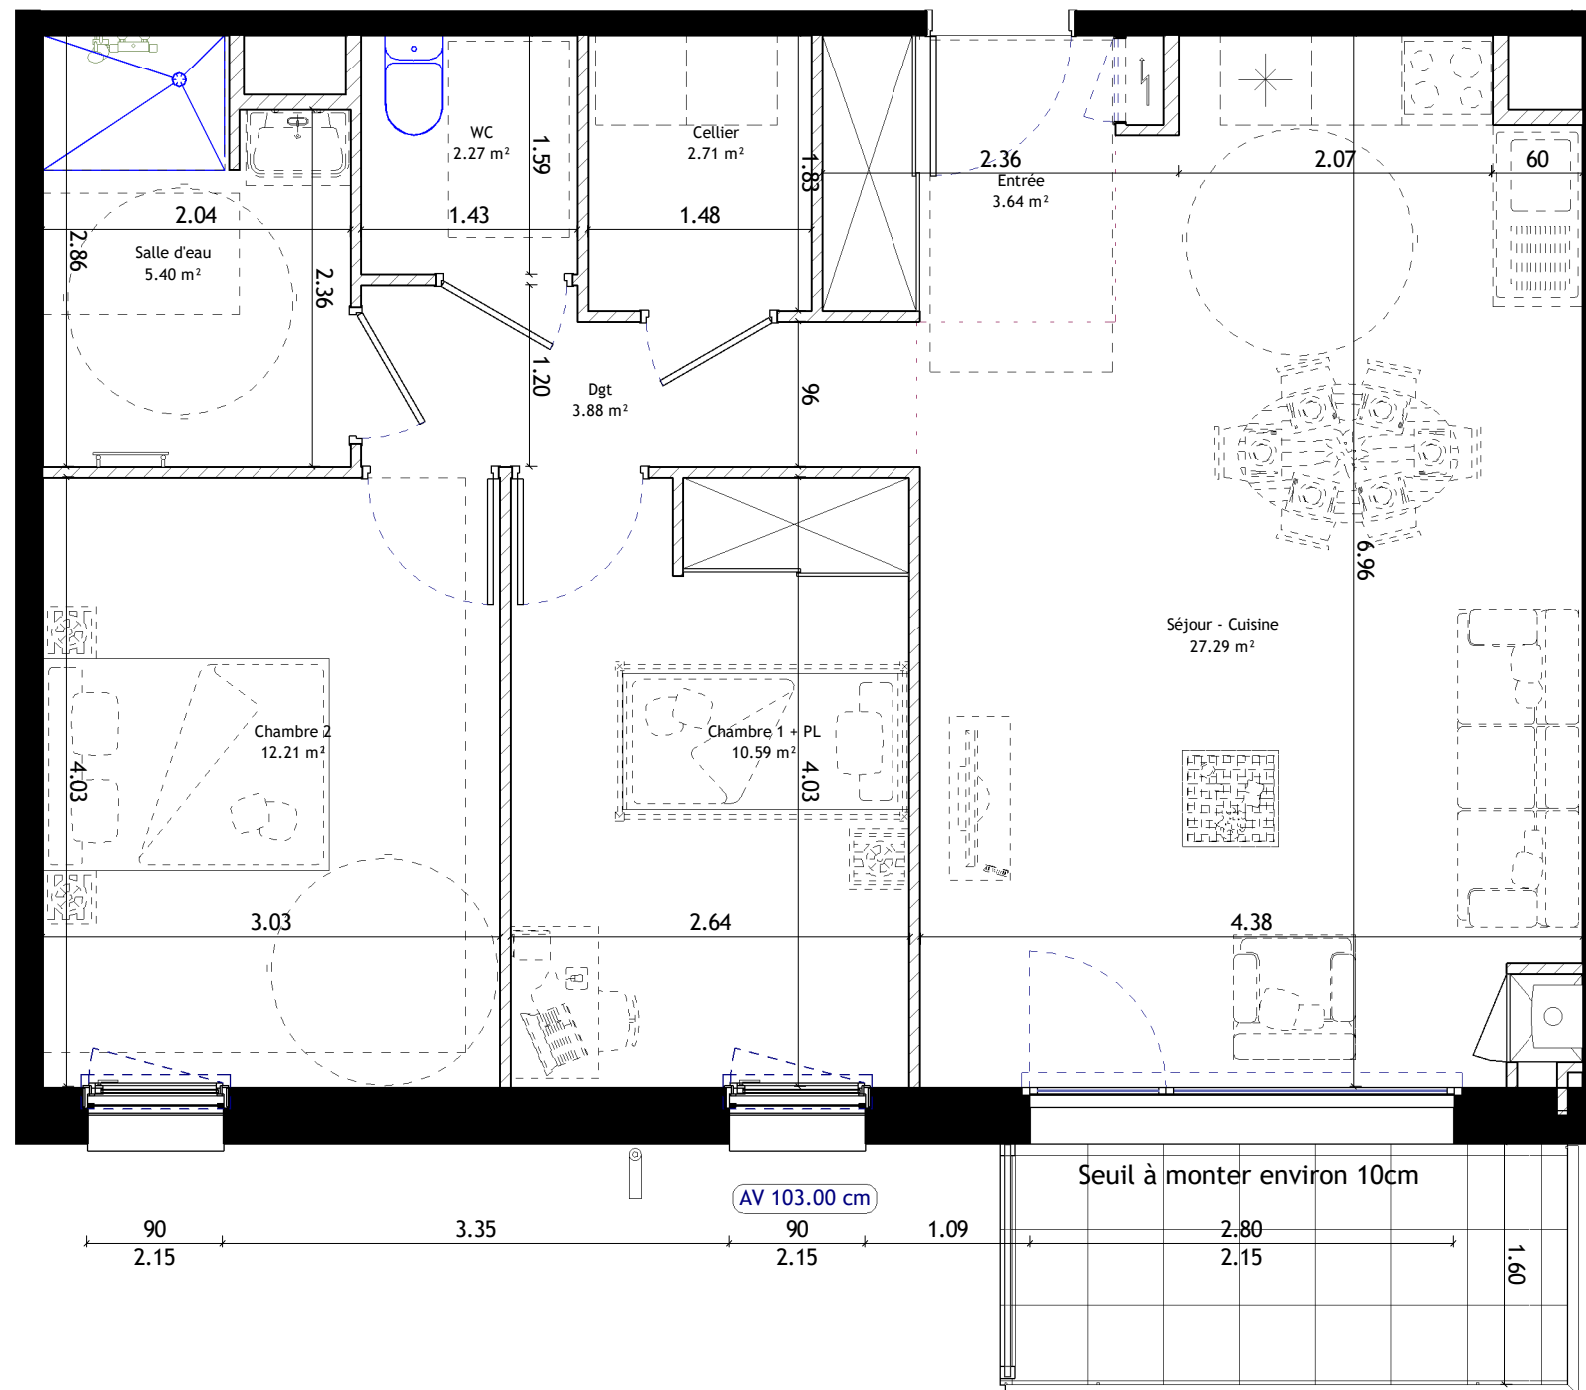 WC
2.27 m²
1.59
Cellier
2.71 m²
1.83
2.36
Entrée
3.64 m²
2.07
60
2.04
1.43
1.48
2.86
Salle d'eau
5.40 m²
2.36
1.20
Dgt
3.88 m²
96
6.96
Séjour - Cuisine
27.29 m²
Chambre 2
12.21 m²
4.03
Chambre 1 + PL
10.59 m²
4.03
3.03
2.64
4.38
Seuil à monter environ 10cm
AV 103.00 cm
90
2.15
3.35
90
2.15
1.09
2.80
2.15
1.60